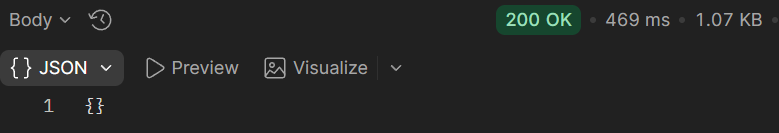 Body 200 OK • 469 ms • 1.07 KB •
{} JSON Preview Visualize
1 {}